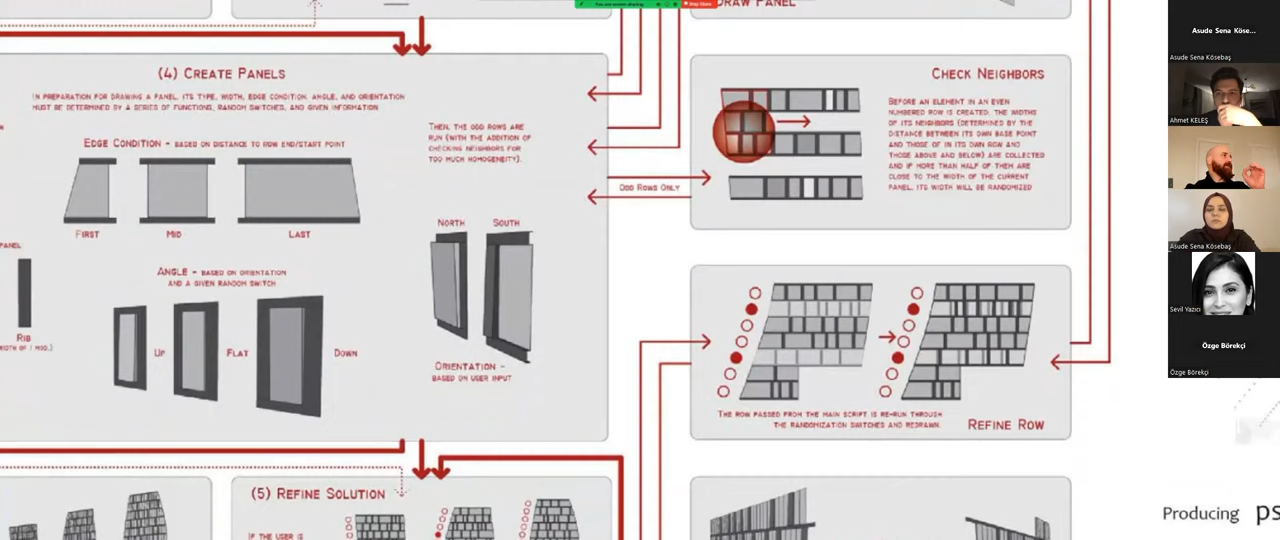 You are screen sharing
Stop Share
DRAW PANEL
(4) CREATE PANELS
IN PREPARATION FOR DRAWING A PANEL, ITS TYPE, WIDTH, EDGE CONDITION, ANGLE, AND ORIENTATION
MUST BE DETERMINED BY A SERIES OF FUNCTIONS, RANDOM SWITCHES, AND GIVEN INFORMATION
EDGE CONDITION - BASED ON DISTANCE TO ROW END/START POINT
FIRST
MID
LAST
PANEL
RIB
ANGLE - BASED ON ORIENTATION
AND A GIVEN RANDOM SWITCH
UP
FLAT
DOWN
THEN, THE ODD ROWS ARE
RUN (WITH THE ADDITION OF
CHECKING NEIGHBORS FOR
TOO MUCH HOMOGENEITY).
NORTH
SOUTH
ORIENTATION -
BASED ON USER INPUT
ODD ROWS ONLY
CHECK NEIGHBORS
BEFORE AN ELEMENT IN AN EVEN
NUMBERED ROW IS CREATED, THE WIDTHS
OF ITS NEIGHBORS (DETERMINED BY THE
DISTANCE BETWEEN ITS OWN BASE POINT
AND THOSE OF IN ITS OWN ROW AND
THOSE ABOVE AND BELOW) ARE COLLECTED
AND IF MORE THAN HALF OF THEM ARE
CLOSE TO THE WIDTH OF THE CURRENT
PANEL, ITS WIDTH WILL BE RANDOMIZED
THE ROW PASSED FROM THE MAIN SCRIPT IS RE-RUN THROUGH
THE RANDOMIZATION SWITCHES AND REDRAWN.
REFINE ROW
(5) REFINE SOLUTION
IF THE USER IS
Asude Sena Köse...
Asude Sena Kösebaş
Ahmet KELEŞ
Asude Sena Kösebaş
Sevil Yazıcı
Özge Börekçi
Özge Börekçi
Producing ps